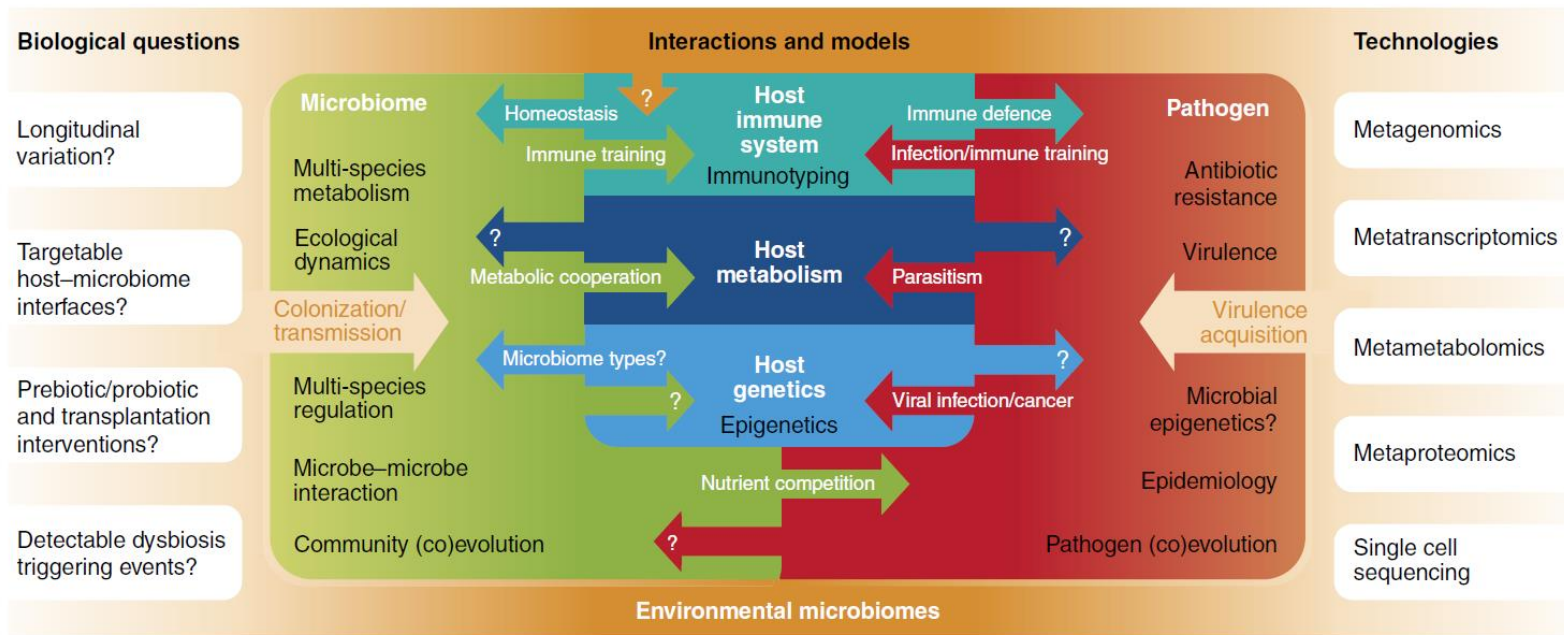 Biological questions
Longitudinal
variation?
Targetable
host–microbiome
interfaces?
Prebiotic/probiotic
and transplantation
interventions?
Detectable dysbiosis
triggering events?
Interactions and models
Microbiome
Multi-species
metabolism
Ecological
dynamics
Colonization/
transmission
Multi-species
regulation
Microbe–microbe
interaction
Community (co)evolution
?
Homeostasis
Immune training
Host
immune
system
Immunotyping
Immune defence
Infection/immune training
?
Metabolic cooperation
Host
metabolism
?
Parasitism
Microbiome types?
?
Host
genetics
Epigenetics
?
Viral infection/cancer
Nutrient competition
?
Pathogen
Antibiotic
resistance
Virulence
Virulence
acquisition
Microbial
epigenetics?
Epidemiology
Pathogen (co)evolution
Environmental microbiomes
Technologies
Metagenomics
Metatranscriptomics
Metametabolomics
Metaproteomics
Single cell
sequencing